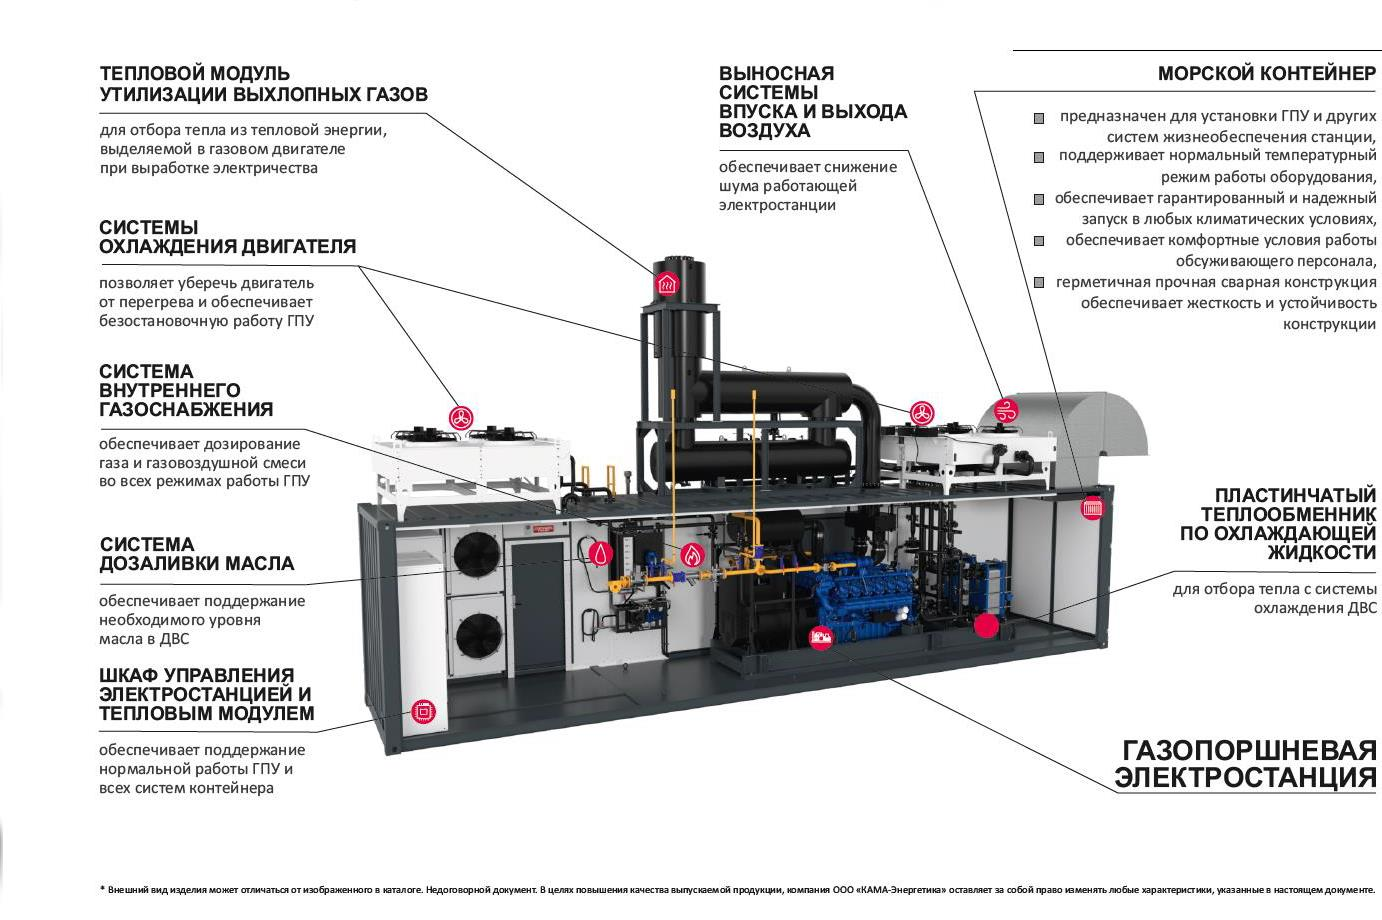 ТЕПЛОВОЙ МОДУЛЬ
УТИЛИЗАЦИИ ВЫХЛОПНЫХ ГАЗОВ
для отбора тепла из тепловой энергии,
выделяемой в газовом двигателе
при выработке электричества
СИСТЕМЫ
ОХЛАЖДЕНИЯ ДВИГАТЕЛЯ
позволяет уберечь двигатель
от перегрева и обеспечивает
безостановочную работу ГПУ
СИСТЕМА
ВНУТРЕННЕГО
ГАЗОСНАБЖЕНИЯ
обеспечивает дозирование
газа и газовоздушной смеси
во всех режимах работы ГПУ
СИСТЕМА
ДОЗАЛИВКИ МАСЛА
обеспечивает поддержание
необходимого уровня
масла в ДВС
ШКАФ УПРАВЛЕНИЯ
ЭЛЕКТРОСТАНЦИЕЙ И
ТЕПЛОВЫМ МОДУЛЕМ
обеспечивает поддержание
нормальной работы ГПУ и
всех систем контейнера
ВЫНОСНАЯ
СИСТЕМЫ
ВПУСКА И ВЫХОДА
ВОЗДУХА
обеспечивает снижение
шума работающей
электростанции
МОРСКОЙ КОНТЕЙНЕР
предназначен для установки ГПУ и других
систем жизнеобеспечения станции,
поддерживает нормальный температурный
режим работы оборудования,
обеспечивает гарантированный и надежный
запуск в любых климатических условиях,
обеспечивает комфортные условия работы
обсуживающего персонала,
герметичная прочная сварная конструкция
обеспечивает жесткость и устойчивость
конструкции
ПЛАСТИНЧАТЫЙ
ТЕПЛООБМЕННИК
ПО ОХЛАЖДАЮЩЕЙ
ЖИДКОСТИ
для отбора тепла с системы
охлаждения ДВС
ГАЗОПОРШНЕВАЯ
ЭЛЕКТРОСТАНЦИЯ
* Внешний вид изделия может отличаться от изображенного в каталоге. Недоговорной документ. В целях повышения качества выпускаемой продукции, компания ООО «КАМА-Энергетика» оставляет за собой право изменять любые характеристики, указанные в настоящем документе.